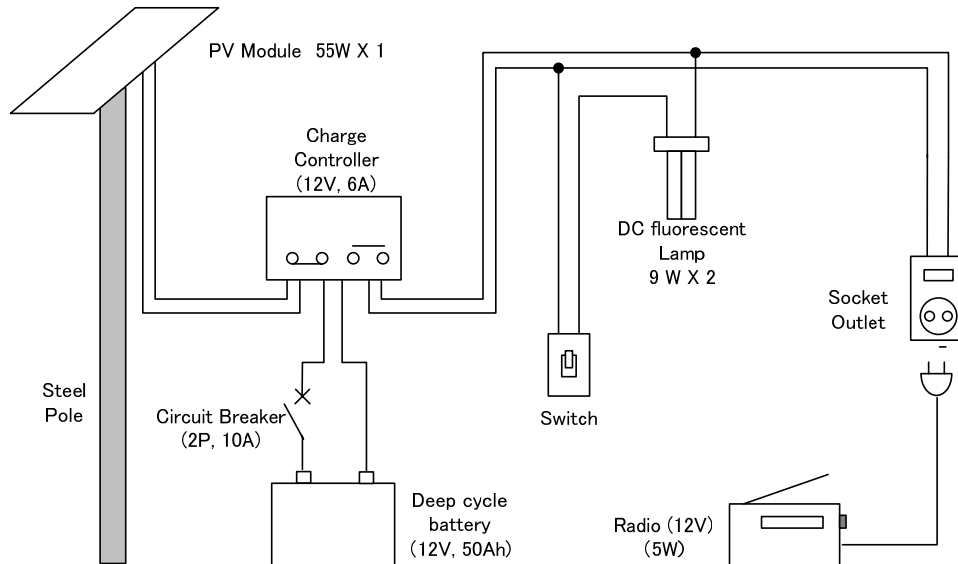 PV Module 55W X 1
Charge
Controller
(12V, 6A)
DC fluorescent
Lamp
9 W X 2
Socket
Outlet
Steel
Pole
Circuit Breaker
(2P, 10A)
Switch
Deep cycle
battery
(12V, 50Ah)
Radio (12V)
(5W)